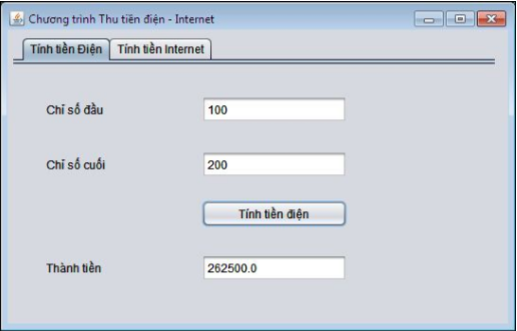 Chương trình Thu tiền điện - Internet
Tính tiền Điện Tính tiền Internet
Chỉ số đầu 100
Chỉ số cuối 200
Tính tiền điện
Thành tiền 262500.0